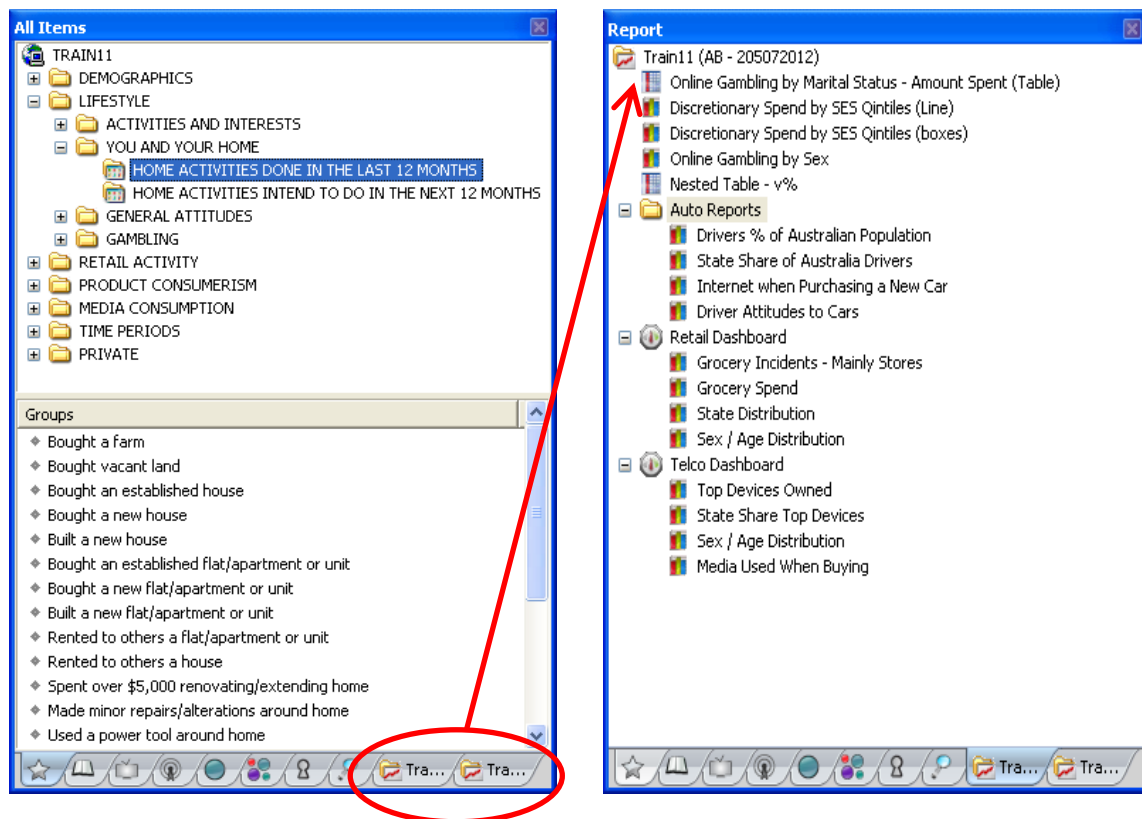 All Items
TRAIN11
DEMOGRAPHICS
LIFESTYLE
ACTIVITIES AND INTERESTS
YOU AND YOUR HOME
HOME ACTIVITIES DONE IN THE LAST 12 MONTHS
HOME ACTIVITIES INTEND TO DO IN THE NEXT 12 MONTHS
GENERAL ATTITUDES
GAMBLING
RETAIL ACTIVITY
PRODUCT CONSUMERISM
MEDIA CONSUMPTION
TIME PERIODS
PRIVATE
Groups
Bought a farm
Bought vacant land
Bought an established house
Bought a new house
Built a new house
Bought an established flat/apartment or unit
Bought a new flat/apartment or unit
Built a new flat/apartment or unit
Rented to others a flat/apartment or unit
Rented to others a house
Spent over $5,000 renovating/extending home
Made minor repairs/alterations around home
Used a power tool around home
Tra... Tra...
Report
Train11 (AB - 205072012)
Online Gambling by Marital Status - Amount Spent (Table)
Discretionary Spend by SES Qintiles (Line)
Discretionary Spend by SES Qintiles (boxes)
Online Gambling by Sex
Nested Table - v%
Auto Reports
Drivers % of Australian Population
State Share of Australia Drivers
Internet when Purchasing a New Car
Driver Attitudes to Cars
Retail Dashboard
Grocery Incidents - Mainly Stores
Grocery Spend
State Distribution
Sex / Age Distribution
Telco Dashboard
Top Devices Owned
State Share Top Devices
Sex / Age Distribution
Media Used When Buying
Tra... Tra...